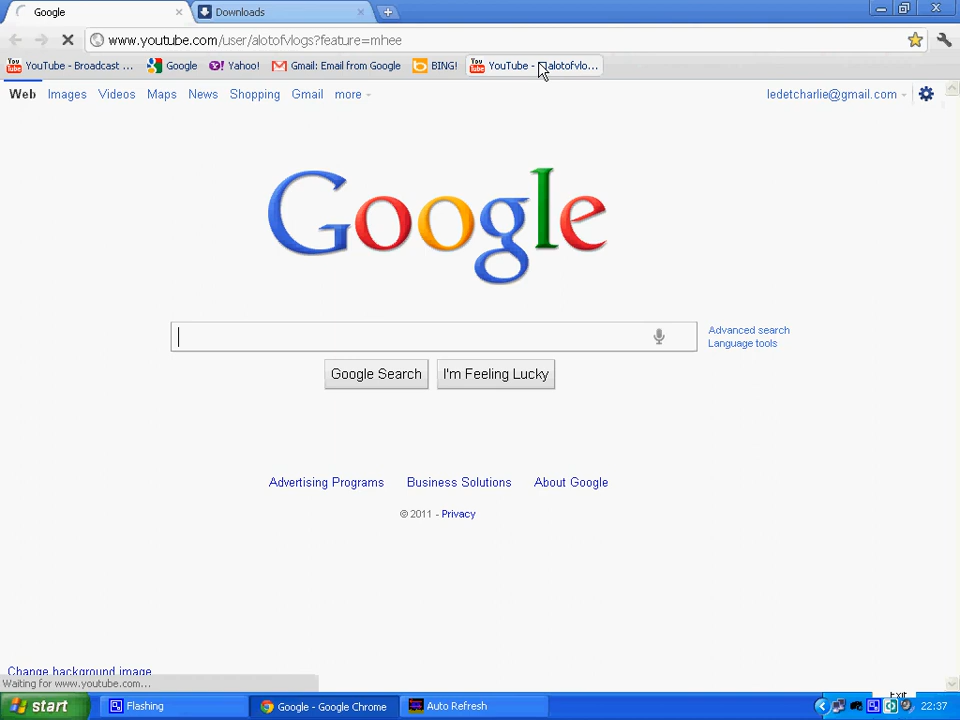 Google
Downloads
www.youtube.com/user/alotofvlogs?feature=mhee
YouTube - Broadcast ...
Google
Yahoo!
Gmail: Email from Google
BING!
YouTube - alotofvlo...
Web Images Videos Maps News Shopping Gmail more
ledetcharlie@gmail.com
Google
Advanced search
Language tools
Google Search
I'm Feeling Lucky
Advertising Programs
Business Solutions
About Google
© 2011 - Privacy
Change background image
Waiting for www.youtube.com...
Exit
start
Flashing
Google - Google Chrome
Auto Refresh
22:37